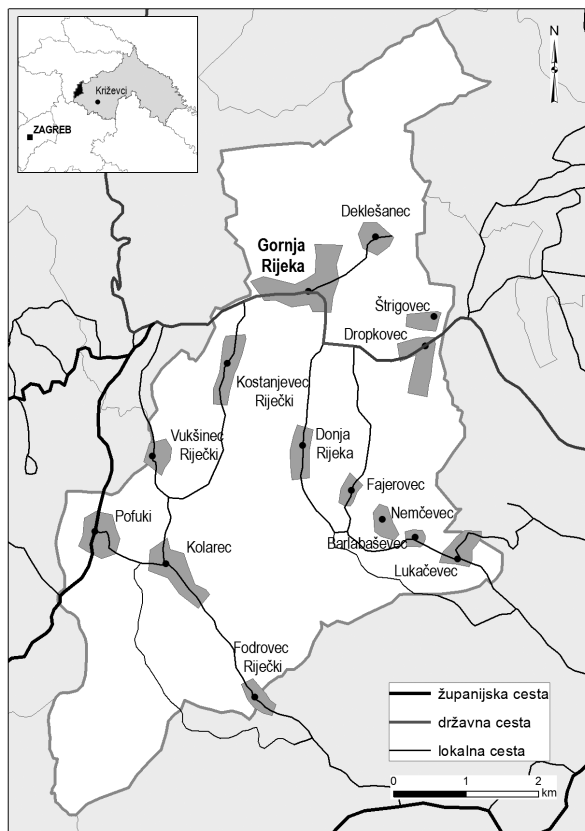 Križevci
ZAGREB
N
Deklešanec
Gornja
Rijeka
Štrigovec
Dropkovec
Kostanjevec
Riječki
Vukšinec
Riječki
Donja
Rijeka
Fajerovec
Pofuki
Nemčevec
Barlabaševec
Kolarec
Lukačevec
Fodrovec
Riječki
županijska cesta
državna cesta
lokalna cesta
0 1 2
km